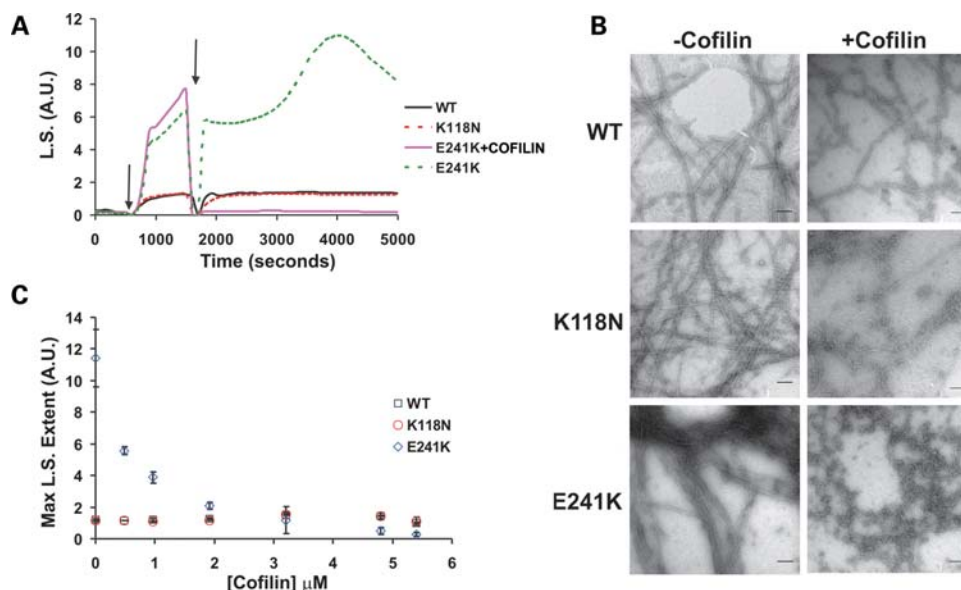 A
12
10
8
6
4
2
0
L.S. (A.U.)
0 1000 2000 3000 4000 5000
Time (seconds)
WT
K118N
E241K+COFILIN
E241K
B
-Cofilin +Cofilin
WT
K118N
E241K
C
14
12
10
8
6
4
2
0
Max L.S. Extent (A.U.)
0 1 2 3 4 5 6
[Cofilin] μM
WT
K118N
E241K